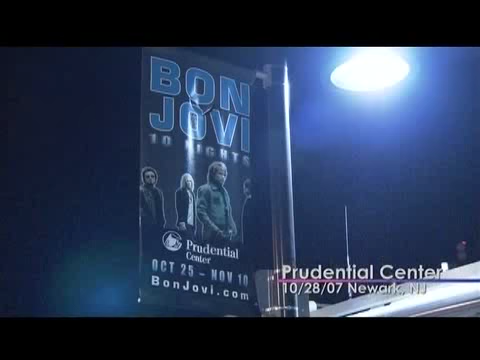 BON
JOVI
10 NIGHTS
Prudential
Center
OCT 25 – NOV 10
BonJovi.com
Prudential Center
10/28/07 Newark, NJ